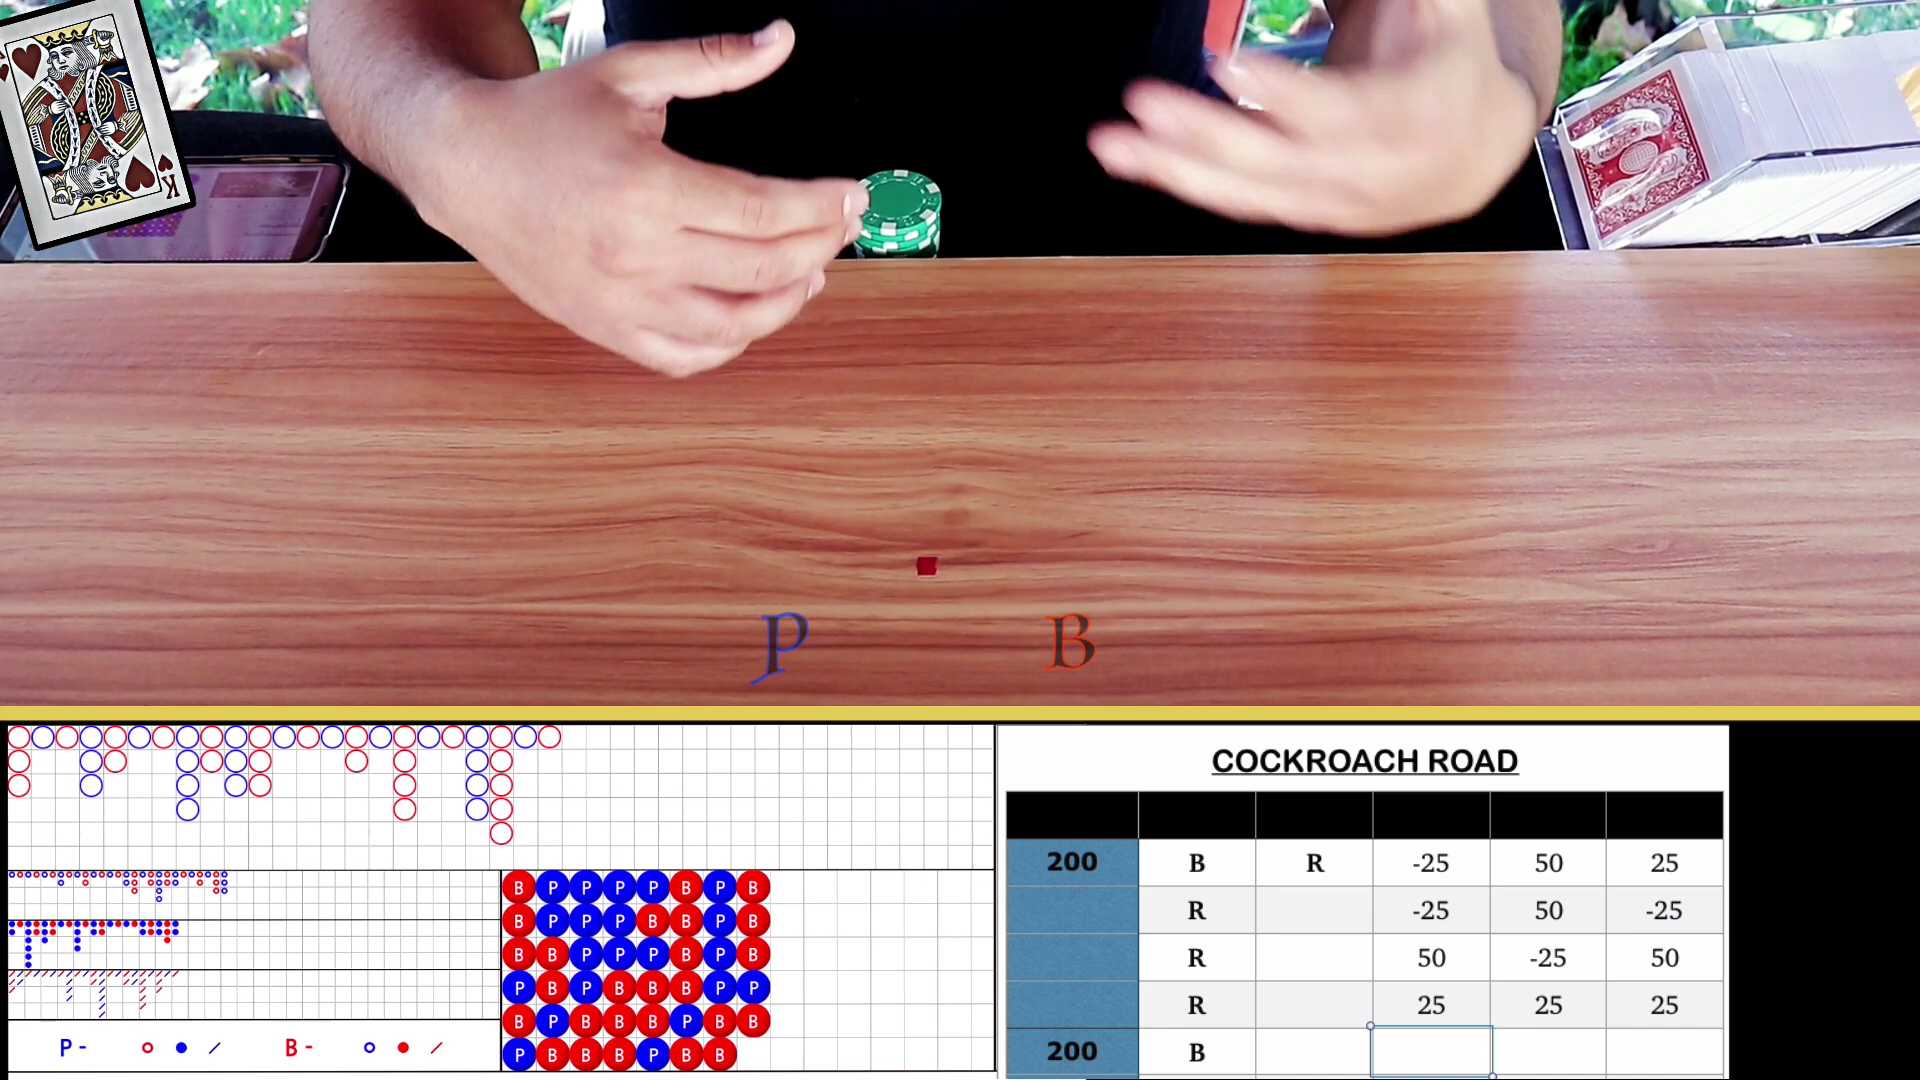 K
P B
COCKROACH ROAD
200 B R -25 50 25
R -25 50 -25
R 50 -25 50
R 25 25 25
200 B
B P P P P B P B
B P P P B B P B
B B P P P B P B
P B P B B B P P
B P B B B P B B
P B B B P B B
P - B -